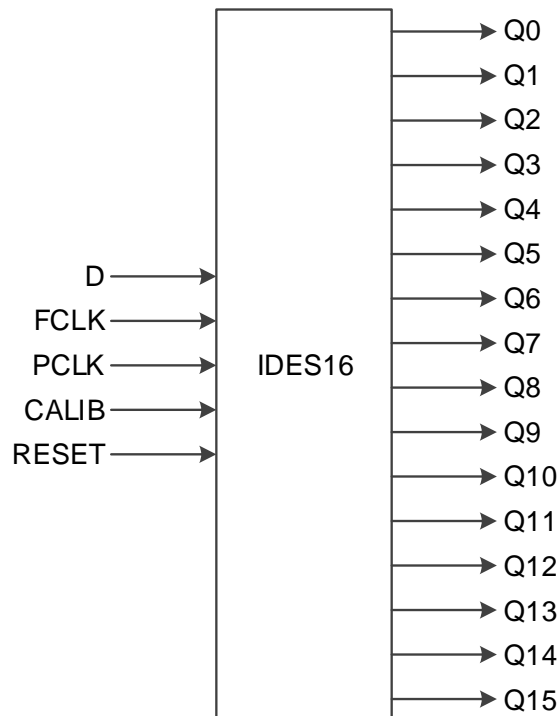 Q0
Q1
Q2
Q3
Q4
Q5
Q6
Q7
Q8
Q9
Q10
Q11
Q12
Q13
Q14
Q15
D
FCLK
PCLK
CALIB
RESET
IDES16